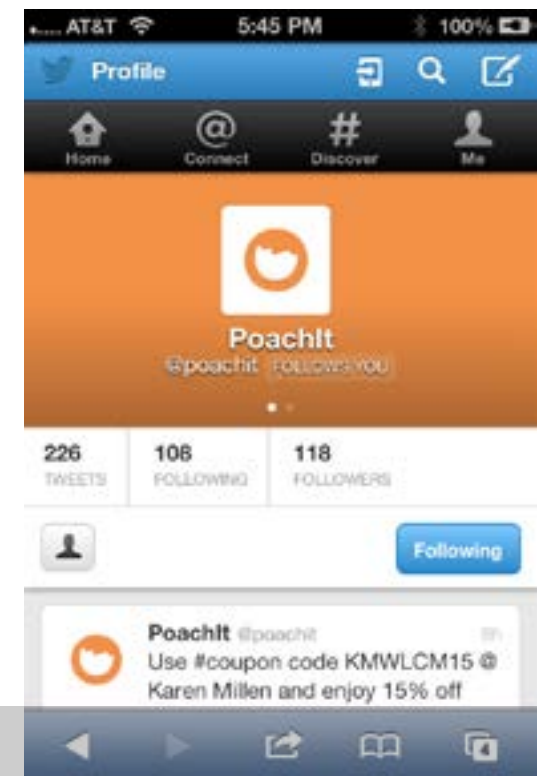 AT&T 5:45 PM 100%
Profile
Home Connect Discover Me
PoachIt
@poachit FOLLOWS YOU
226 108 118
TWEETS FOLLOWING FOLLOWERS
Following
PoachIt @poachit
Use #coupon code KMWLCM15 @
Karen Millen and enjoy 15% off
4